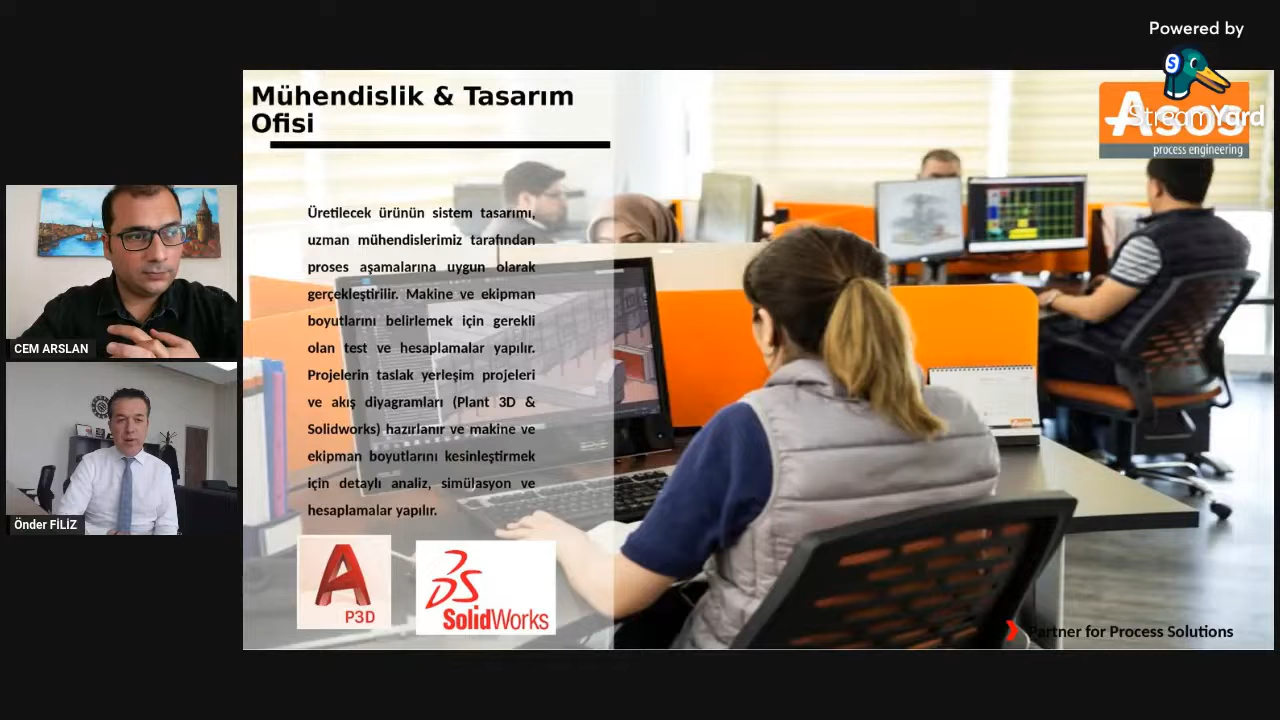 Powered by
StreamYard
Mühendislik & Tasarım
Ofisi
Asos
process engineering
Üretilecek ürünün sistem tasarımı,
uzman mühendislerimiz tarafından
proses aşamalarına uygun olarak
gerçekleştirilir. Makine ve ekipman
boyutlarını belirlemek için gerekli
olan test ve hesaplamalar yapılır.
Projelerin taslak yerleşim projeleri
ve akış diyagramları (Plant 3D &
Solidworks) hazırlanır ve makine ve
ekipman boyutlarını kesinleştirmek
için detaylı analiz, simülasyon ve
hesaplamalar yapılır.
CEM ARSLAN
Önder FİLİZ
P3D
SolidWorks
Partner for Process Solutions